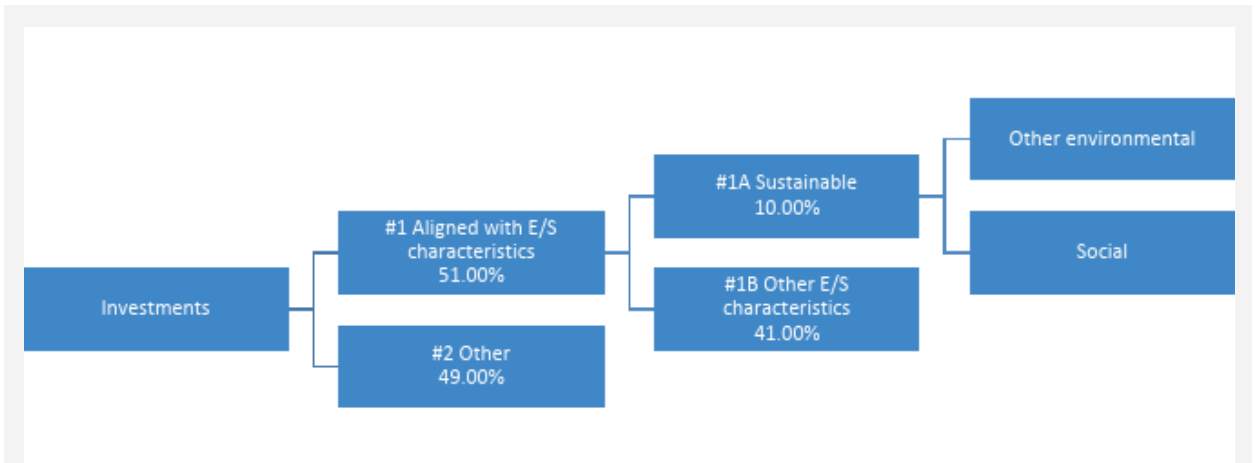 Investments
#1 Aligned with E/S
characteristics
51.00%
#2 Other
49.00%
#1A Sustainable
10.00%
#1B Other E/S
characteristics
41.00%
Other environmental
Social